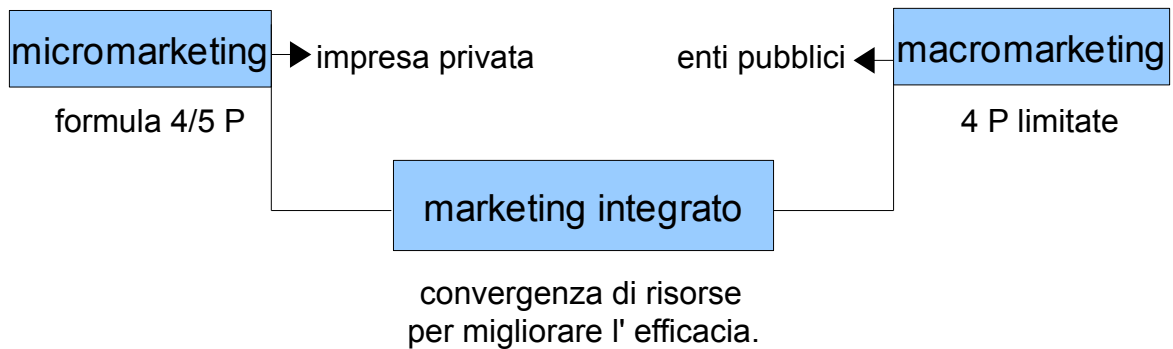 micromarketing
impresa privata
enti pubblici
macromarketing
formula 4/5 P
4 P limitate
marketing integrato
convergenza di risorse
per migliorare l' efficacia.